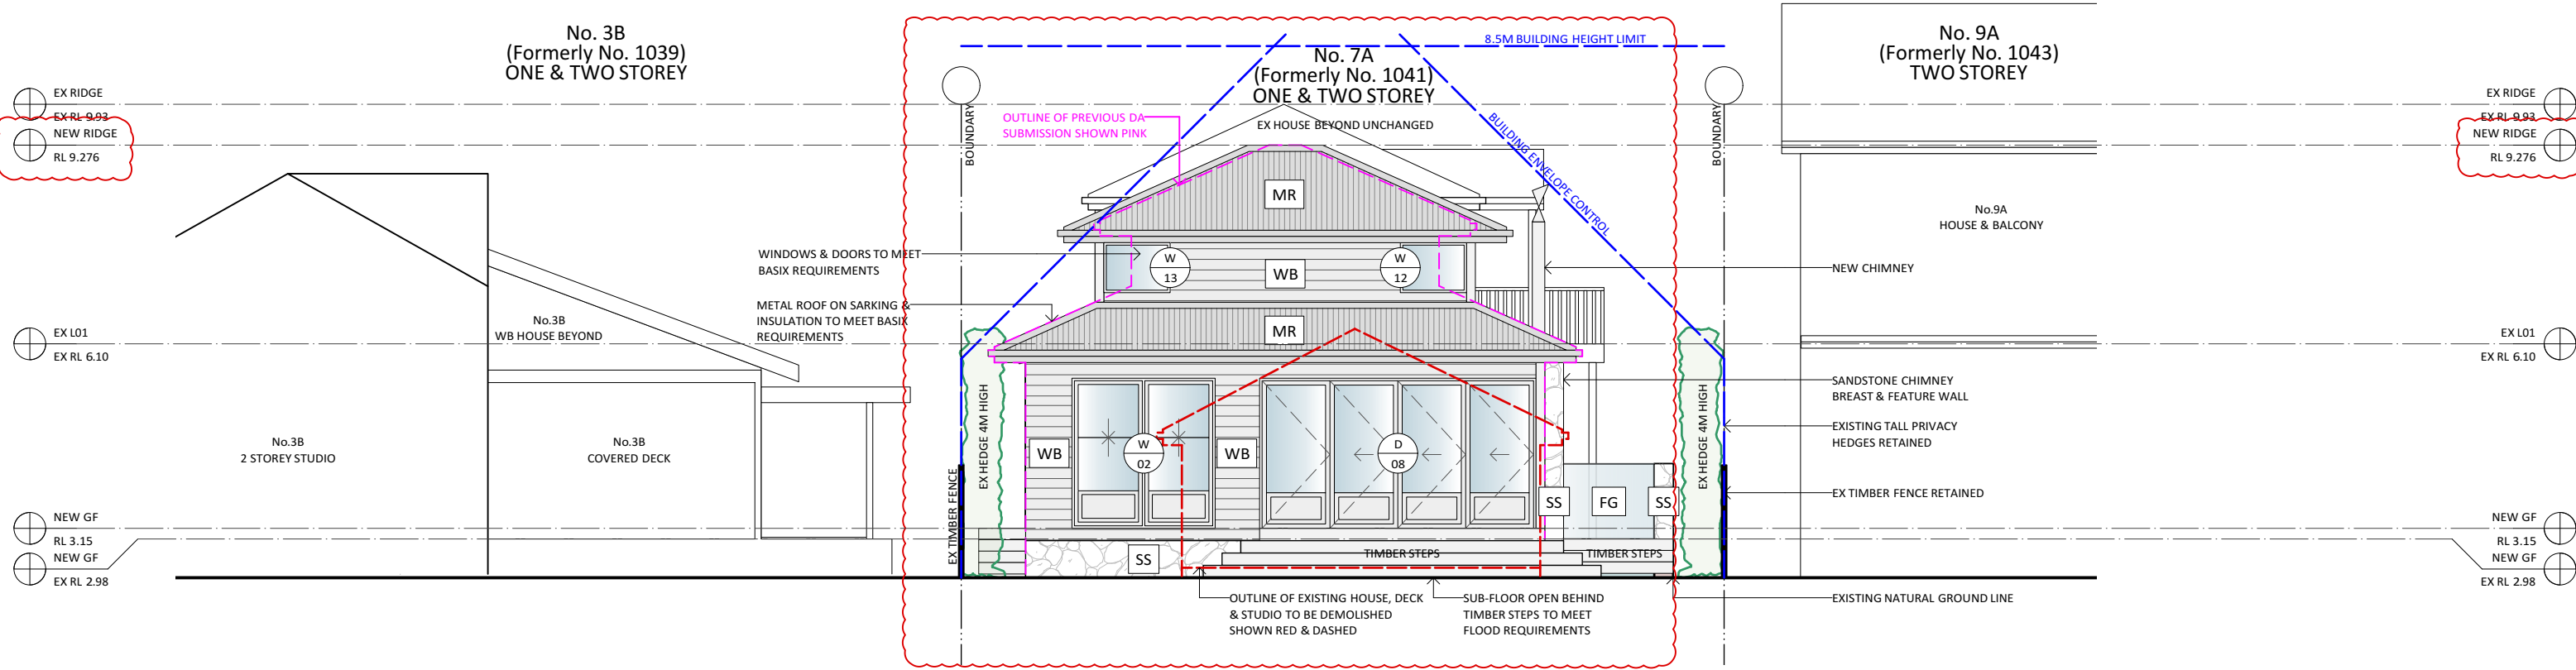 No. 3B
(Formerly No. 1039)
ONE & TWO STOREY
8.5M BUILDING HEIGHT LIMIT
No. 7A
(Formerly No. 1041)
ONE & TWO STOREY
No. 9A
(Formerly No. 1043)
TWO STOREY
EX RIDGE
EX RL 9.93
NEW RIDGE
RL 9.276
EX RIDGE
EX RL 9.93
NEW RIDGE
RL 9.276
BOUNDARY
OUTLINE OF PREVIOUS DA
SUBMISSION SHOWN PINK
EX HOUSE BEYOND UNCHANGED
BUILDING ENVELOPE CONTROL
BOUNDARY
MR
No.9A
HOUSE & BALCONY
WINDOWS & DOORS TO MEET
BASIX REQUIREMENTS
W
13
WB
W
12
NEW CHIMNEY
METAL ROOF ON SARKING &
INSULATION TO MEET BASIX
REQUIREMENTS
No.3B
WB HOUSE BEYOND
MR
EX L01
EX RL 6.10
EX L01
EX RL 6.10
SANDSTONE CHIMNEY
BREAST & FEATURE WALL
EXISTING TALL PRIVACY
HEDGES RETAINED
No.3B
2 STOREY STUDIO
No.3B
COVERED DECK
EX HEDGE 4M HIGH
WB
W
02
WB
D
08
EX HEDGE 4M HIGH
EX TIMBER FENCE
SS
FG
SS
EX TIMBER FENCE RETAINED
NEW GF
RL 3.15
NEW GF
EX RL 2.98
NEW GF
RL 3.15
NEW GF
EX RL 2.98
SS
TIMBER STEPS
TIMBER STEPS
OUTLINE OF EXISTING HOUSE, DECK
& STUDIO TO BE DEMOLISHED
SHOWN RED & DASHED
SUB-FLOOR OPEN BEHIND
TIMBER STEPS TO MEET
FLOOD REQUIREMENTS
EXISTING NATURAL GROUND LINE